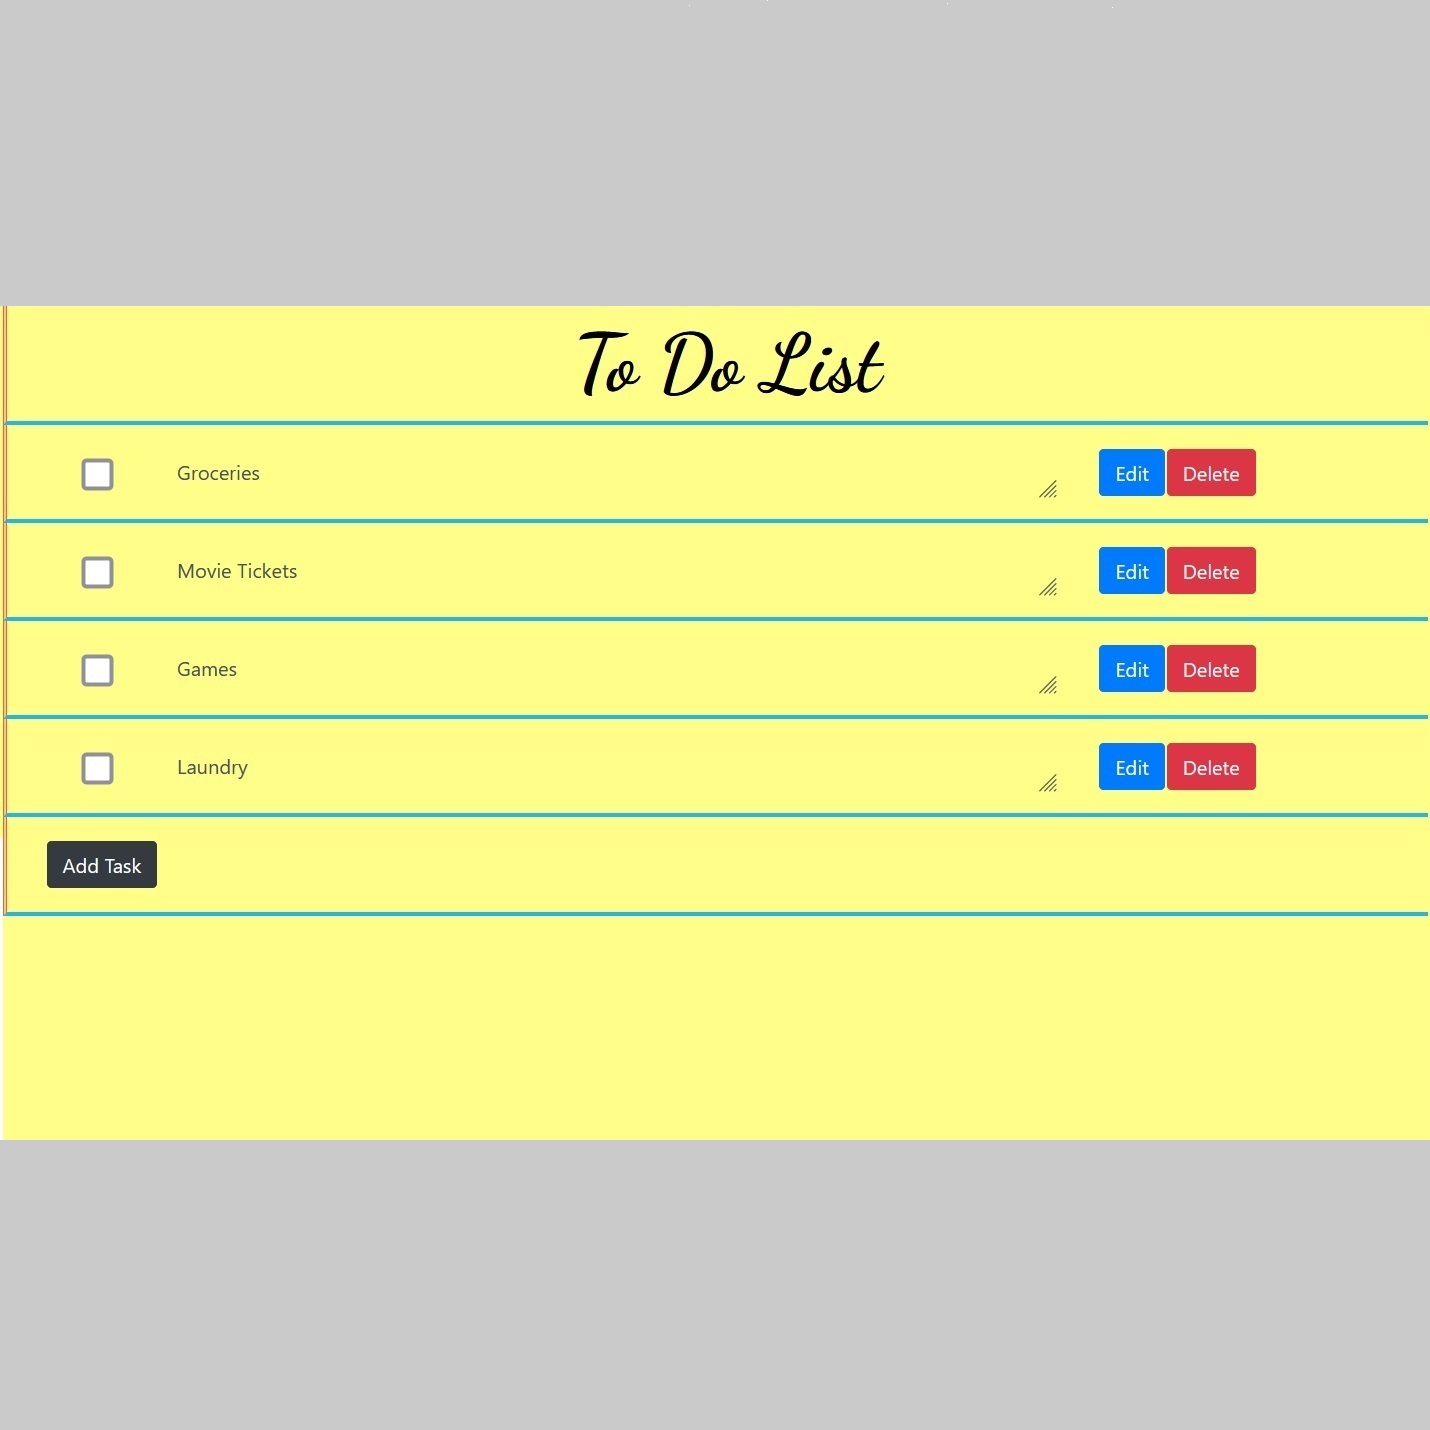 To Do List
Groceries Edit Delete
Movie Tickets Edit Delete
Games Edit Delete
Laundry Edit Delete
Add Task